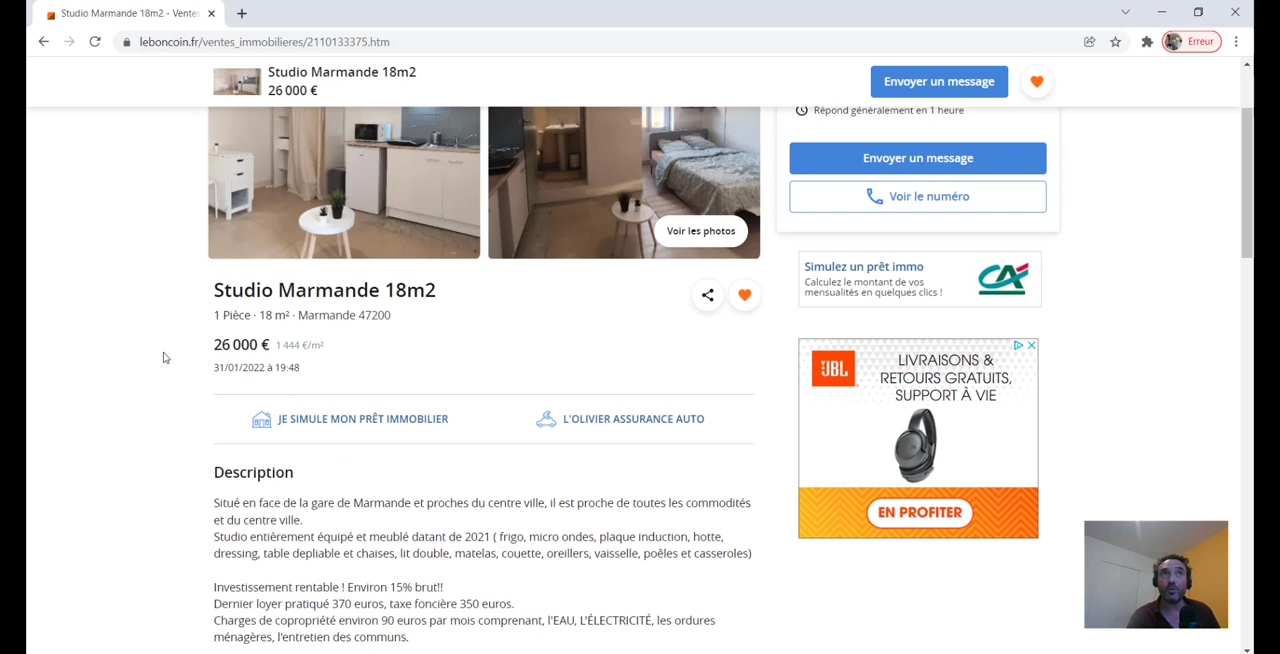 Studio Marmande 18m2 - Ventes
leboncoin.fr/ventes_immobilieres/2110133375.htm
Erreur
Studio Marmande 18m2
26 000 €
Envoyer un message
Répond généralement en 1 heure
Envoyer un message
Voir le numéro
Voir les photos
Simulez un prêt immo
Calculez le montant de vos
mensualités en quelques clics !
CA
Studio Marmande 18m2
1 Pièce · 18 m² · Marmande 47200
26 000 € 1 444 €/m²
31/01/2022 à 19:48
JE SIMULE MON PRÊT IMMOBILIER
L'OLIVIER ASSURANCE AUTO
JBL
LIVRAISONS &
RETOURS GRATUITS,
SUPPORT À VIE
EN PROFITER
Description
Situé en face de la gare de Marmande et proches du centre ville, il est proche de toutes les commodités
et du centre ville.
Studio entièrement équipé et meublé datant de 2021 ( frigo, micro ondes, plaque induction, hotte,
dressing, table depliable et chaises, lit double, matelas, couette, oreillers, vaisselle, poêles et casseroles)
Investissement rentable ! Environ 15% brut!!
Dernier loyer pratiqué 370 euros, taxe foncière 350 euros.
Charges de copropriété environ 90 euros par mois comprenant, l'EAU, L'ÉLECTRICITÉ, les ordures
ménagères, l'entretien des communs.